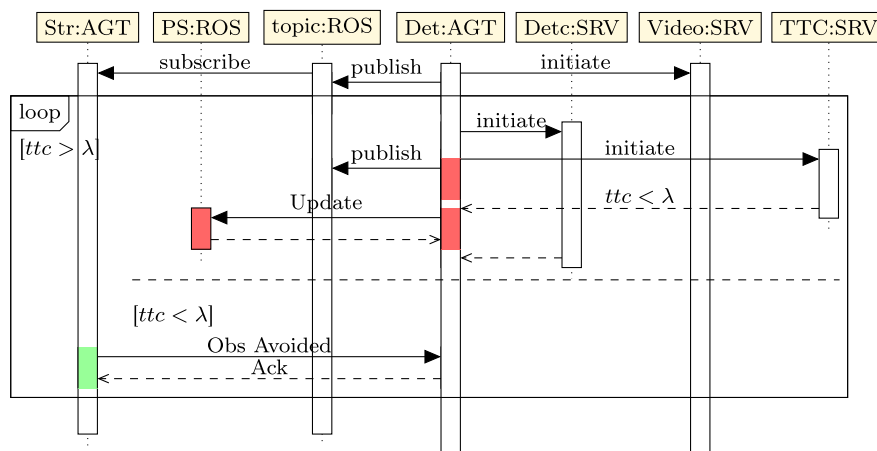 Str:AGT PS:ROS topic:ROS Det:AGT Detc:SRV Video:SRV TTC:SRV
subscribe publish initiate
loop
initiate
[ttc > λ] publish initiate
Update ttc < λ
[ttc < λ]
Obs Avoided
Ack